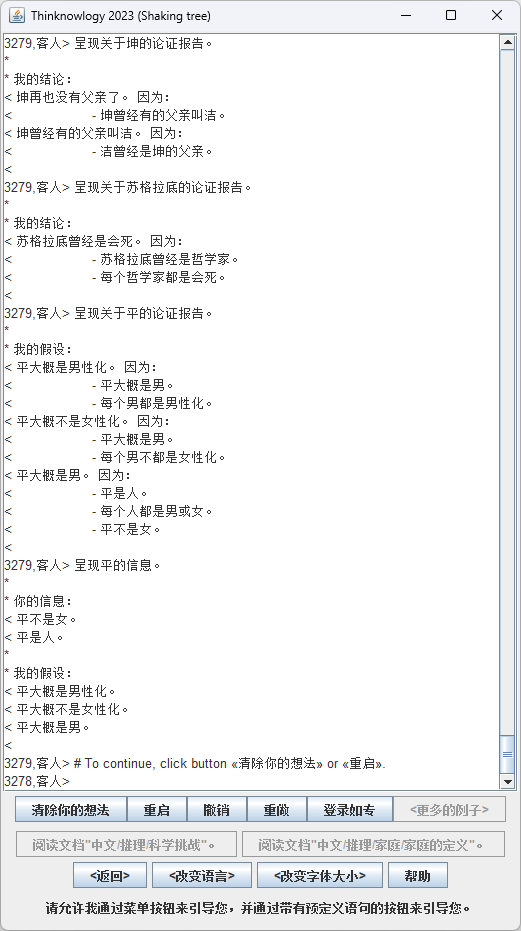 Thinknowlogy 2023 (Shaking tree)
3279,客人> 呈现关于坤的论证报告。
*
* 我的结论：
< 坤再也没有父亲了。 因为：
< - 坤曾经有的父亲叫洁。
< 坤曾经有的父亲叫洁。 因为：
< - 洁曾经是坤的父亲。
<
3279,客人> 呈现关于苏格拉底的论证报告。
*
* 我的结论：
< 苏格拉底曾经是会死。 因为：
< - 苏格拉底曾经是哲学家。
< - 每个哲学家都是会死。
<
3279,客人> 呈现关于平的论证报告。
*
* 我的假设：
< 平大概是男性化。 因为：
< - 平大概是男。
< - 每个男都是男性化。
< 平大概不是女性化。 因为：
< - 平大概是男。
< - 每个男不都是女性化。
< 平大概是男。 因为：
< - 平是人。
< - 每个人都是男或女。
< - 平不是女。
<
3279,客人> 呈现平的信息。
*
* 你的信息：
< 平不是女。
< 平是人。
*
* 我的假设：
< 平大概是男性化。
< 平大概不是女性化。
< 平大概是男。
<
3279,客人> # To continue, click button «清除你的想法» or «重启».
3278,客人>
清除你的想法 重启 撤销 重做 登录如专 <更多的例子>
阅读文档"中文/推理/科学挑战"。 阅读文档"中文/推理/家庭/家庭的定义"。
<返回> <改变语言> <改变字体大小> 帮助
请允许我通过菜单按钮来引导您，并通过带有预定义语句的按钮来引导您。